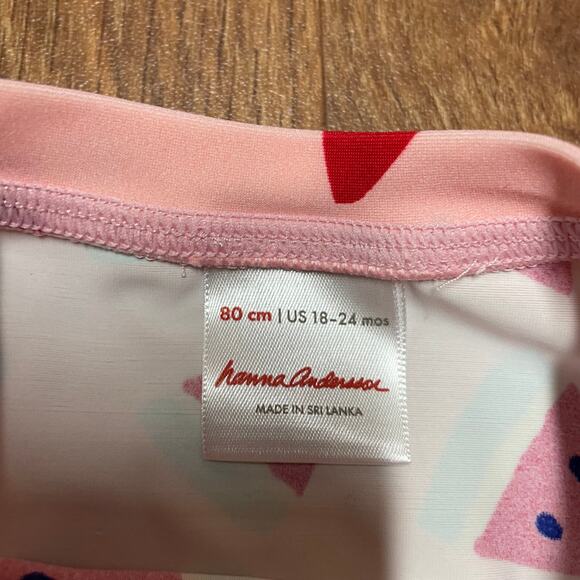 80 cm | US 18-24 mos
hanna andersson
MADE IN SRI LANKA